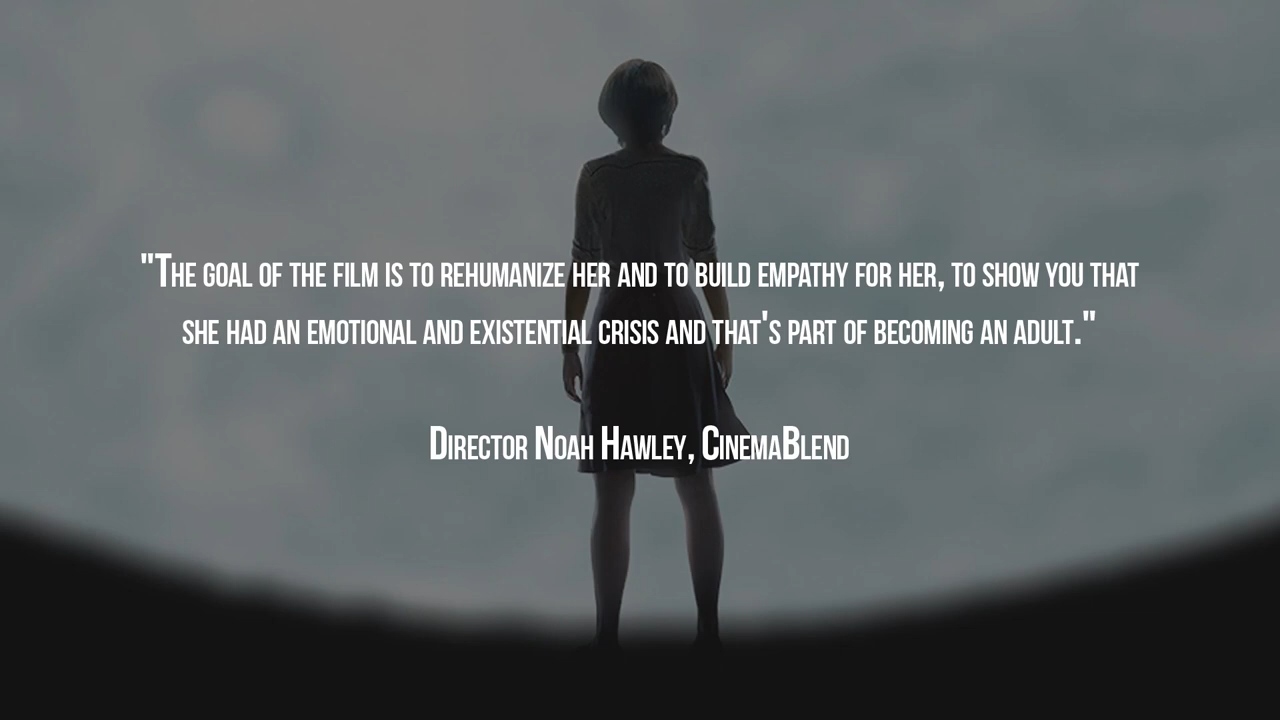 "The goal of the film is to rehumanize her and to build empathy for her, to show you that
she had an emotional and existential crisis and that's part of becoming an adult."
Director Noah Hawley, CinemaBlend